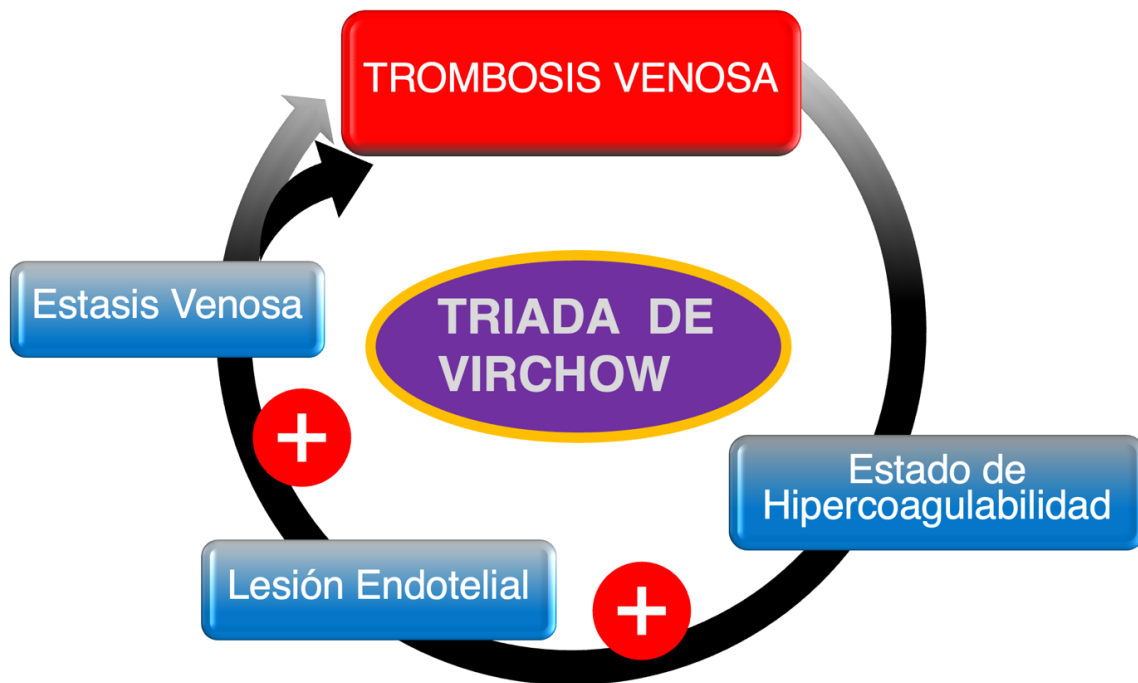 TROMBOSIS VENOSA
Estasis Venosa
TRIADA DE
VIRCHOW
+
Estado de
Hipercoagulabilidad
Lesión Endotelial
+